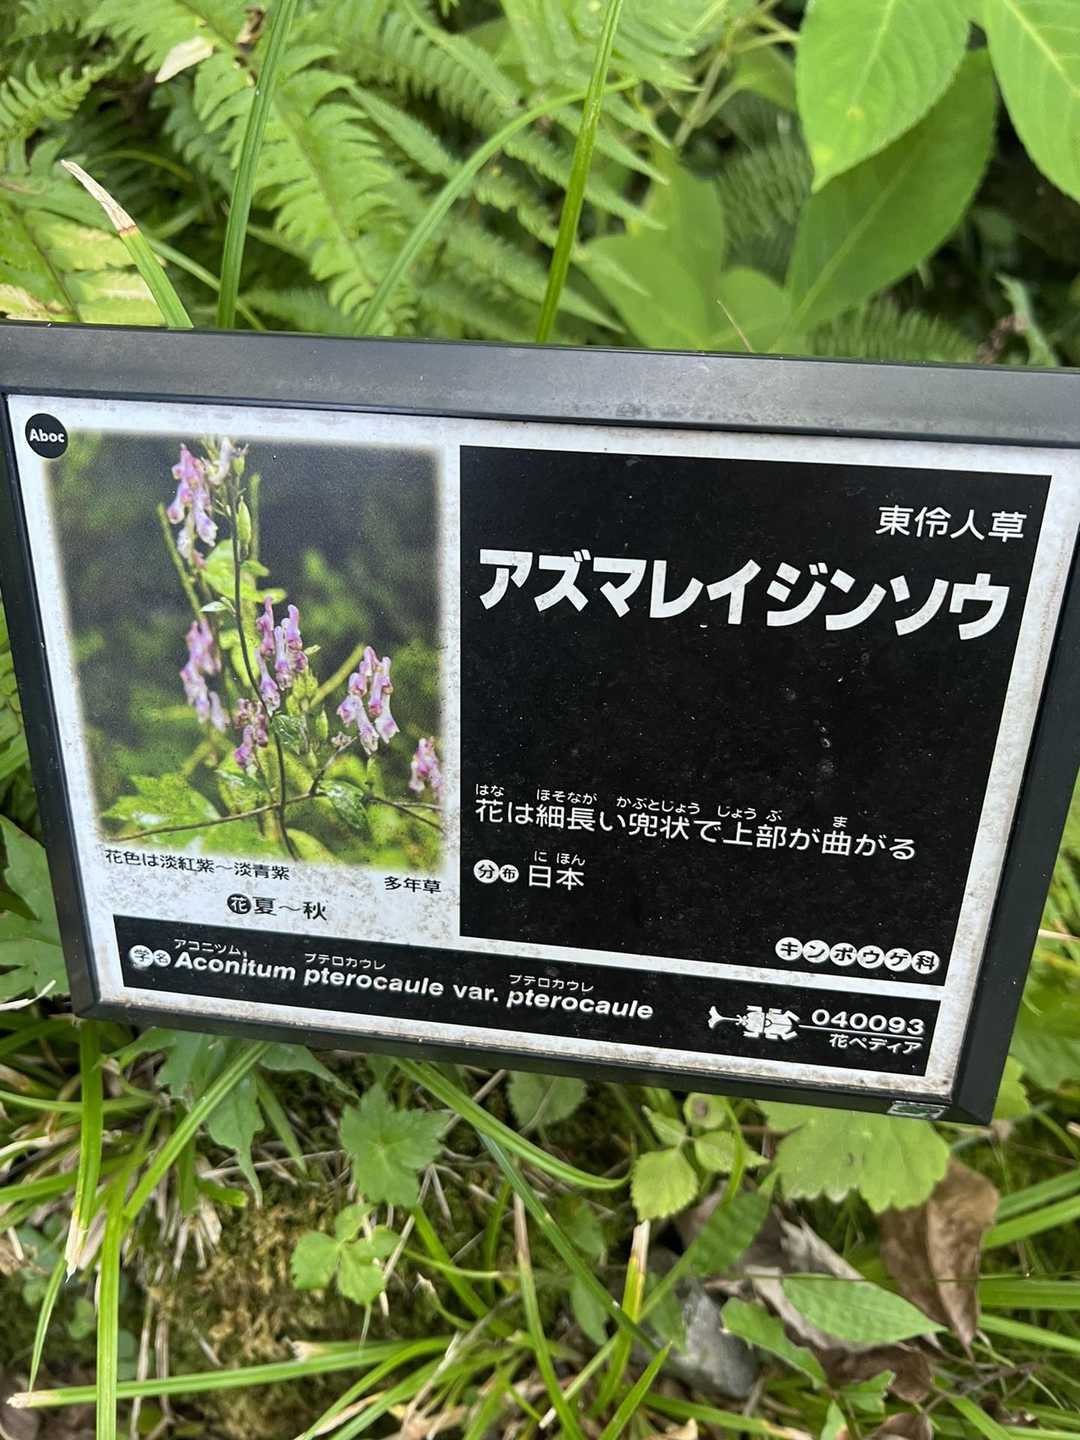 Aboc
東伶人草
アズマレイジンソウ
はな ほそなが かぶとじょう じょう ぶ ま
花は細長い兜状で上部が曲がる
に ほん
分布 日本
キンポウゲ科
花色は淡紅紫〜淡青紫
多年草
花 夏〜秋
アコニツム プテロカウレ プテロカウレ
学名 Aconitum pterocaule var. pterocaule
040093
花ペディア